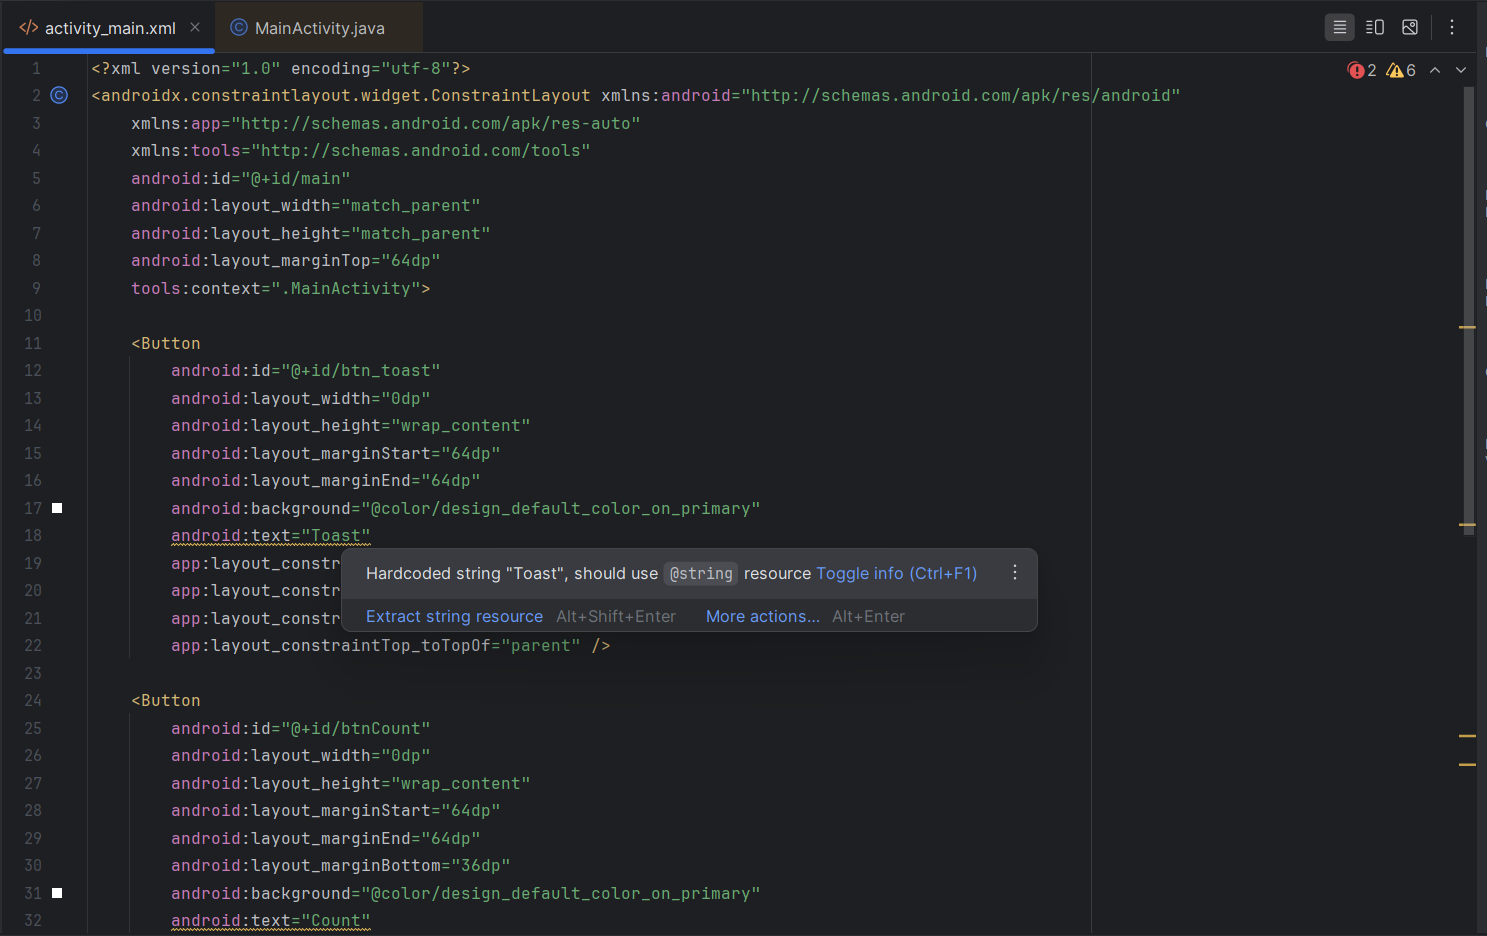 activity_main.xml
MainActivity.java
2 6
1 <?xml version="1.0" encoding="utf-8"?>
2 <androidx.constraintlayout.widget.ConstraintLayout xmlns:android="http://schemas.android.com/apk/res/android"
3 xmlns:app="http://schemas.android.com/apk/res-auto"
4 xmlns:tools="http://schemas.android.com/tools"
5 android:id="@+id/main"
6 android:layout_width="match_parent"
7 android:layout_height="match_parent"
8 android:layout_marginTop="64dp"
9 tools:context=".MainActivity">
10
11 <Button
12 android:id="@+id/btn_toast"
13 android:layout_width="0dp"
14 android:layout_height="wrap_content"
15 android:layout_marginStart="64dp"
16 android:layout_marginEnd="64dp"
17 android:background="@color/design_default_color_on_primary"
18 android:text="Toast"
19 app:layout_constr
Hardcoded string "Toast", should use @string resource Toggle info (Ctrl+F1)
20 app:layout_constr
21 app:layout_constr
Extract string resource Alt+Shift+Enter More actions... Alt+Enter
22 app:layout_constraintTop_toTopOf="parent" />
23
24 <Button
25 android:id="@+id/btnCount"
26 android:layout_width="0dp"
27 android:layout_height="wrap_content"
28 android:layout_marginStart="64dp"
29 android:layout_marginEnd="64dp"
30 android:layout_marginBottom="36dp"
31 android:background="@color/design_default_color_on_primary"
32 android:text="Count"